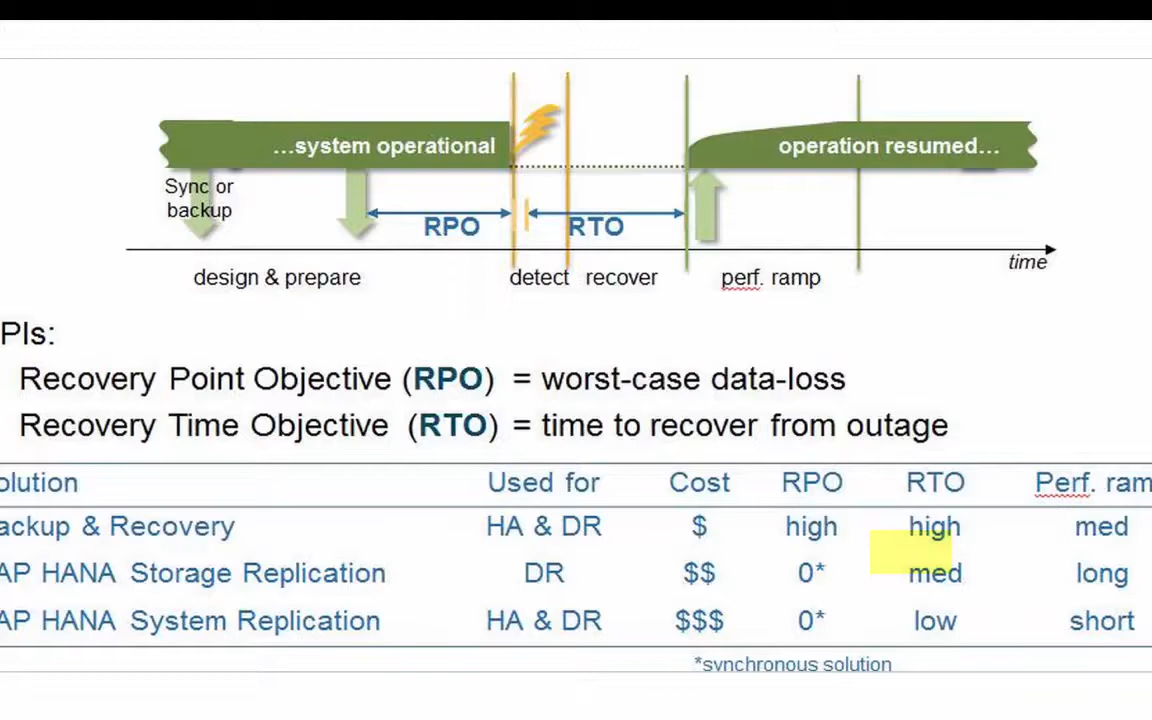 ...system operational
operation resumed...
Sync or
backup
RPO
RTO
time
design & prepare
detect
recover
perf. ramp
PIs:
Recovery Point Objective (RPO) = worst-case data-loss
Recovery Time Objective (RTO) = time to recover from outage
olution Used for Cost RPO RTO Perf. ram
ackup & Recovery HA & DR $ high high med
AP HANA Storage Replication DR $$ 0* med long
AP HANA System Replication HA & DR $$$ 0* low short
*synchronous solution